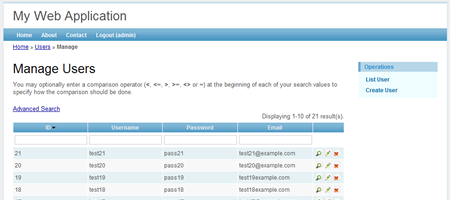 My Web Application
Home About Contact Logout (admin)
Home » Users » Manage
Manage Users
You may optionally enter a comparison operator (<, <=, >, >=, <> or =) at the beginning of each of your search values to
specify how the comparison should be done.
Advanced Search
Displaying 1-10 of 21 result(s).
ID Username Password Email
21 test21 pass21 test21@example.com
20 test20 pass20 test20@example.com
19 test19 pass19 test19example.com
18 test18 pass18 test18example.com
Operations
List User
Create User